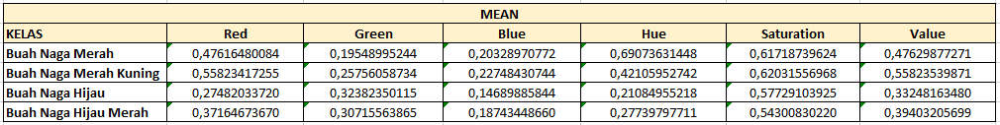 MEAN
KELAS Red Green Blue Hue Saturation Value
Buah Naga Merah 0,47616480084 0,19548995244 0,20328970772 0,69073631448 0,61718739624 0,47629877271
Buah Naga Merah Kuning 0,55823417255 0,25756058734 0,22748430744 0,42105952742 0,62031556968 0,55823539871
Buah Naga Hijau 0,27482033720 0,32382350115 0,14689885844 0,21084955218 0,57729103925 0,33248163480
Buah Naga Hijau Merah 0,37164673670 0,30715563865 0,18743448660 0,27739797711 0,54300830220 0,39403205699